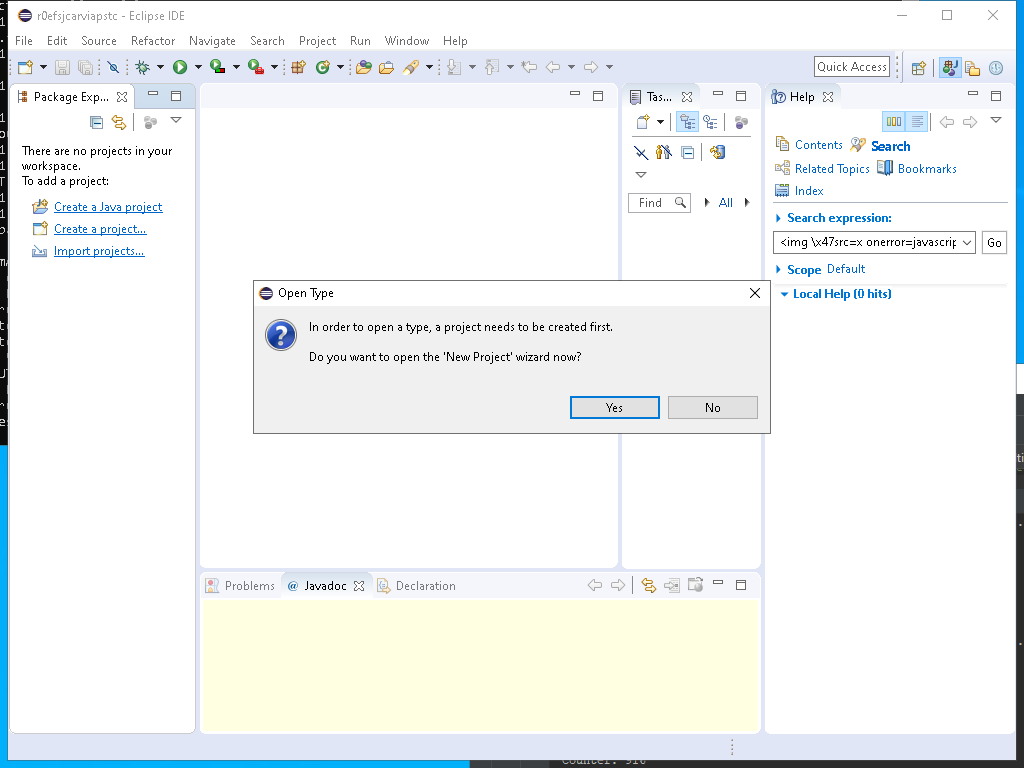 r0efsjcarviapstc - Eclipse IDE
File Edit Source Refactor Navigate Search Project Run Window Help
Quick Access
Package Exp...
There are no projects in your
workspace.
To add a project:
Create a Java project
Create a project...
Import projects...
Tas...
Find
All
Help
Contents Search
Related Topics Bookmarks
Index
Search expression:
<img \x47src=x onerror=javascrip
Go
Scope Default
Local Help (0 hits)
Open Type
In order to open a type, a project needs to be created first.
Do you want to open the 'New Project' wizard now?
Yes No
Problems @ Javadoc Declaration